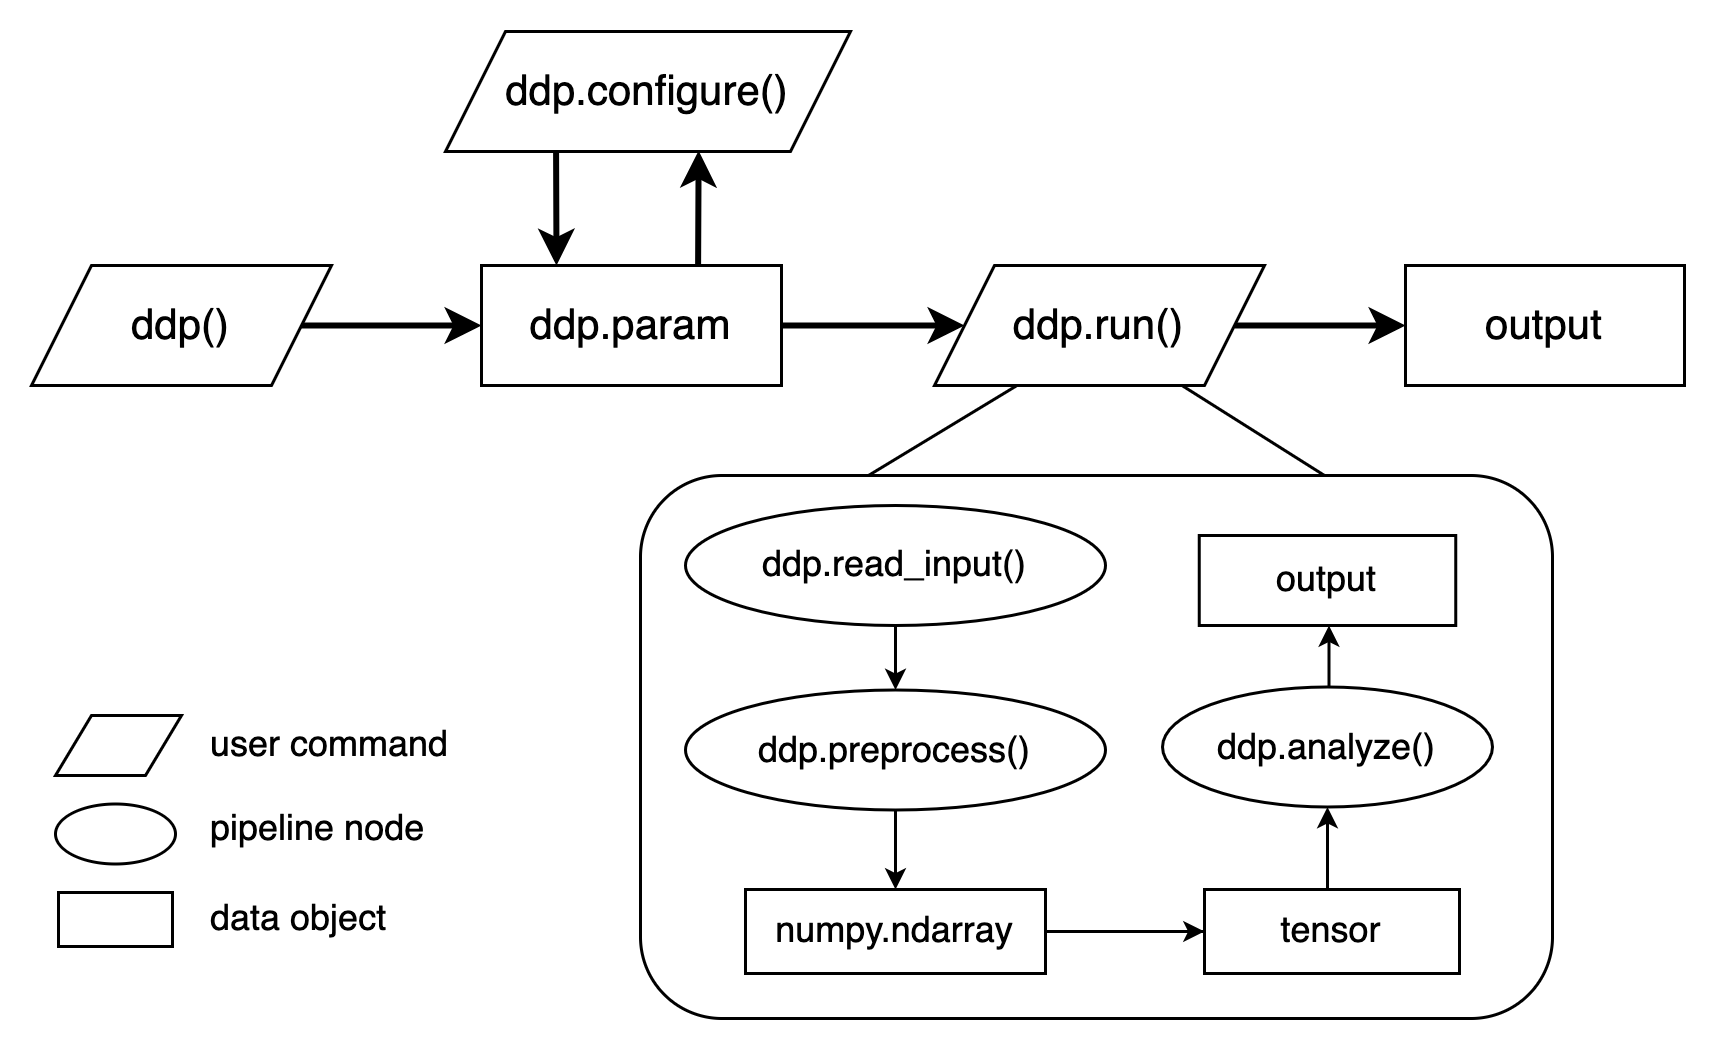 ddp.configure()
ddp()
ddp.param
ddp.run()
output
ddp.read_input()
output
ddp.preprocess()
ddp.analyze()
numpy.ndarray
tensor
user command
pipeline node
data object